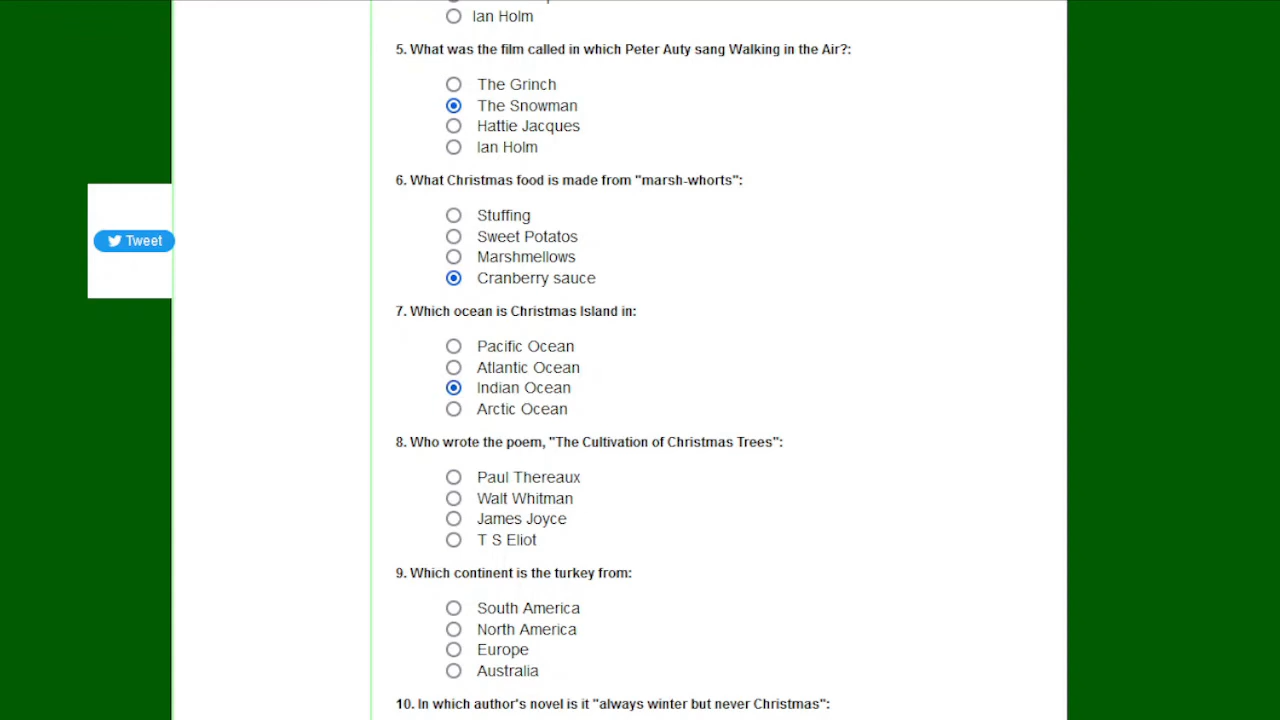 Ian Holm
5. What was the film called in which Peter Auty sang Walking in the Air?:
The Grinch
The Snowman
Hattie Jacques
Ian Holm
6. What Christmas food is made from "marsh-whorts":
Stuffing
Sweet Potatos
Marshmellows
Cranberry sauce
7. Which ocean is Christmas Island in:
Pacific Ocean
Atlantic Ocean
Indian Ocean
Arctic Ocean
8. Who wrote the poem, "The Cultivation of Christmas Trees":
Paul Thereaux
Walt Whitman
James Joyce
T S Eliot
9. Which continent is the turkey from:
South America
North America
Europe
Australia
10. In which author's novel is it "always winter but never Christmas":
Tweet